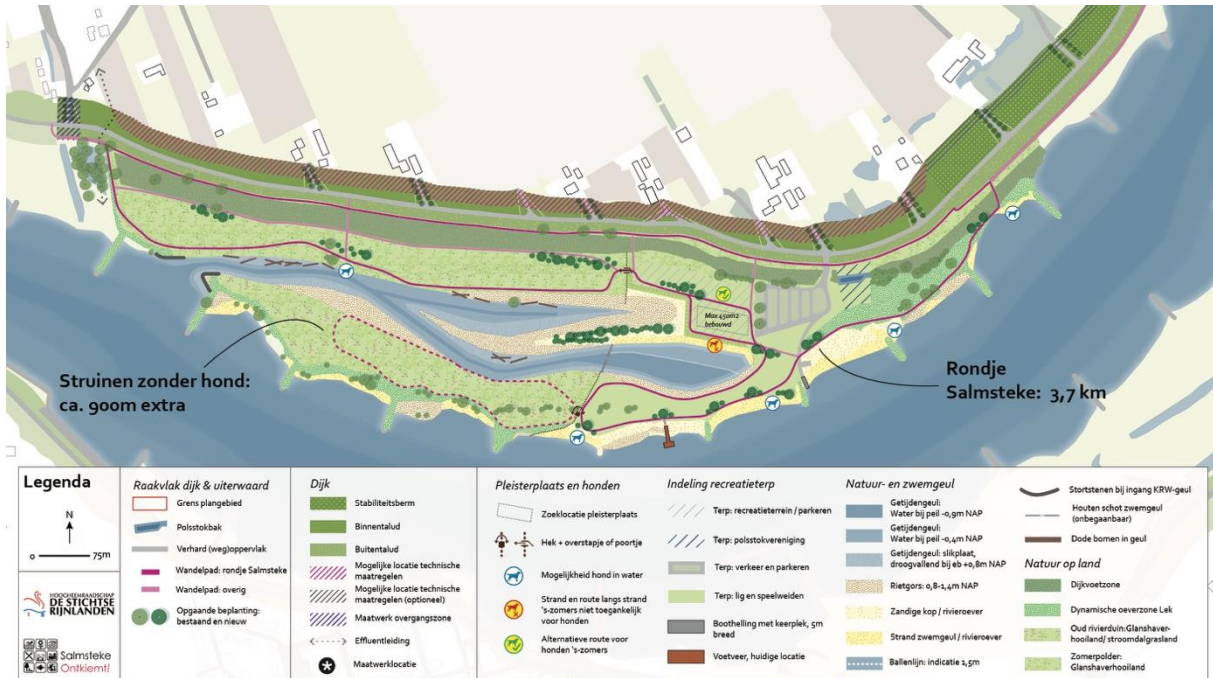 Max 450m2
bebouwd
Struinen zonder hond:
ca. 900m extra
Rondje
Salmsteke: 3,7 km
Legenda
N
0 75m
HOOGHEEMRAADSCHAP
DE STICHTSE
RIJNLANDEN
Salmsteke
Ontkiemt!
Raakvlak dijk & uiterwaard
Grens plangebied
Polsstokbak
Verhard (weg)oppervlak
Wandelpad: rondje Salmsteke
Wandelpad: overig
Opgaande beplanting:
bestaand en nieuw
Dijk
Stabiliteitsberm
Binnentalud
Buitentalud
Mogelijke locatie technische
maatregelen
Mogelijke locatie technische
maatregelen (optioneel)
Maatwerk overgangszone
Effluentleiding
Maatwerklocatie
Pleisterplaats en honden
Zoeklocatie pleisterplaats
Hek + overstapje of poortje
Mogelijkheid hond in water
Strand en route langs strand
's-zomers niet toegankelijk
voor honden
Alternatieve route voor
honden 's-zomers
Indeling recreatieterp
Terp: recreatieterrein / parkeren
Terp: polsstokvereniging
Terp: verkeer en parkeren
Terp: lig en speelweiden
Boothelling met keerplek, 5m
breed
Voetveer, huidige locatie
Natuur- en zwemgeul
Getijdengeul:
Water bij peil -0,9m NAP
Getijdengeul:
Water bij peil -0,4m NAP
Getijdengeul: slikplaat,
droogvallend bij eb +0,8m NAP
Rietgors: 0,8-1,4m NAP
Zandige kop / rivieroever
Strand zwemgeul / rivieroever
Ballenlijn: indicatie 1,5m
Stortstenen bij ingang KRW-geul
Houten schot zwemgeul
(onbegaanbaar)
Dode bomen in geul
Natuur op land
Dijkvoetzone
Dynamische oeverzone Lek
Oud rivierduin:Glanshaver-
hooiland/ stroomdalgrasland
Zomerpolder:
Glanshaverhooiland